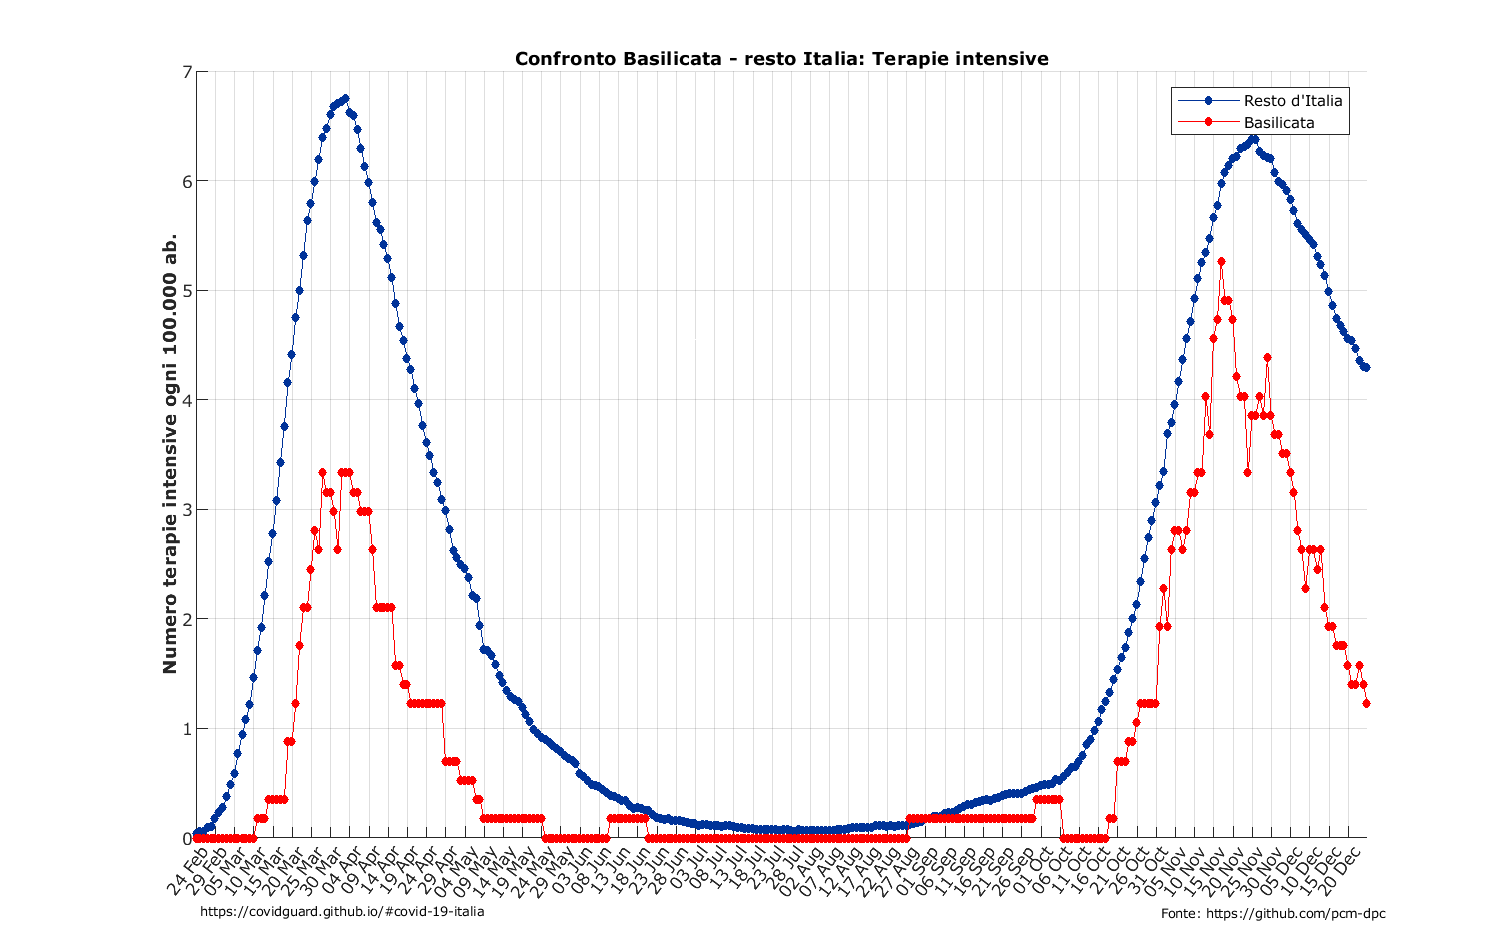 Confronto Basilicata - resto Italia: Terapie intensive
Resto d'Italia
Basilicata
Numero terapie intensive ogni 100.000 ab.
7
6
5
4
3
2
1
0
24 Feb
29 Feb
05 Mar
10 Mar
15 Mar
20 Mar
25 Mar
30 Mar
04 Apr
09 Apr
14 Apr
19 Apr
24 Apr
29 Apr
04 May
09 May
14 May
19 May
24 May
29 May
03 Jun
08 Jun
13 Jun
18 Jun
23 Jun
28 Jun
03 Jul
08 Jul
13 Jul
18 Jul
23 Jul
28 Jul
02 Aug
07 Aug
12 Aug
17 Aug
22 Aug
27 Aug
01 Sep
06 Sep
11 Sep
16 Sep
21 Sep
26 Sep
01 Oct
06 Oct
11 Oct
16 Oct
21 Oct
26 Oct
31 Oct
05 Nov
10 Nov
15 Nov
20 Nov
25 Nov
30 Nov
05 Dec
10 Dec
15 Dec
20 Dec
https://covidguard.github.io/#covid-19-italia
Fonte: https://github.com/pcm-dpc